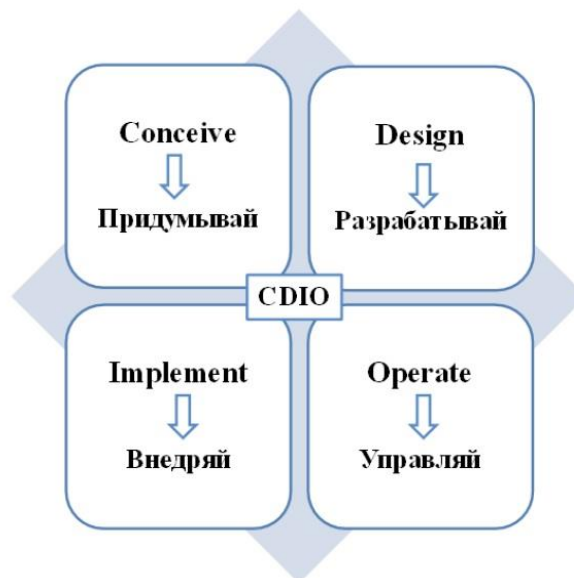 Conceive
Придумывай
Design
Разрабатывай
CDIO
Implement
Внедряй
Operate
Управляй